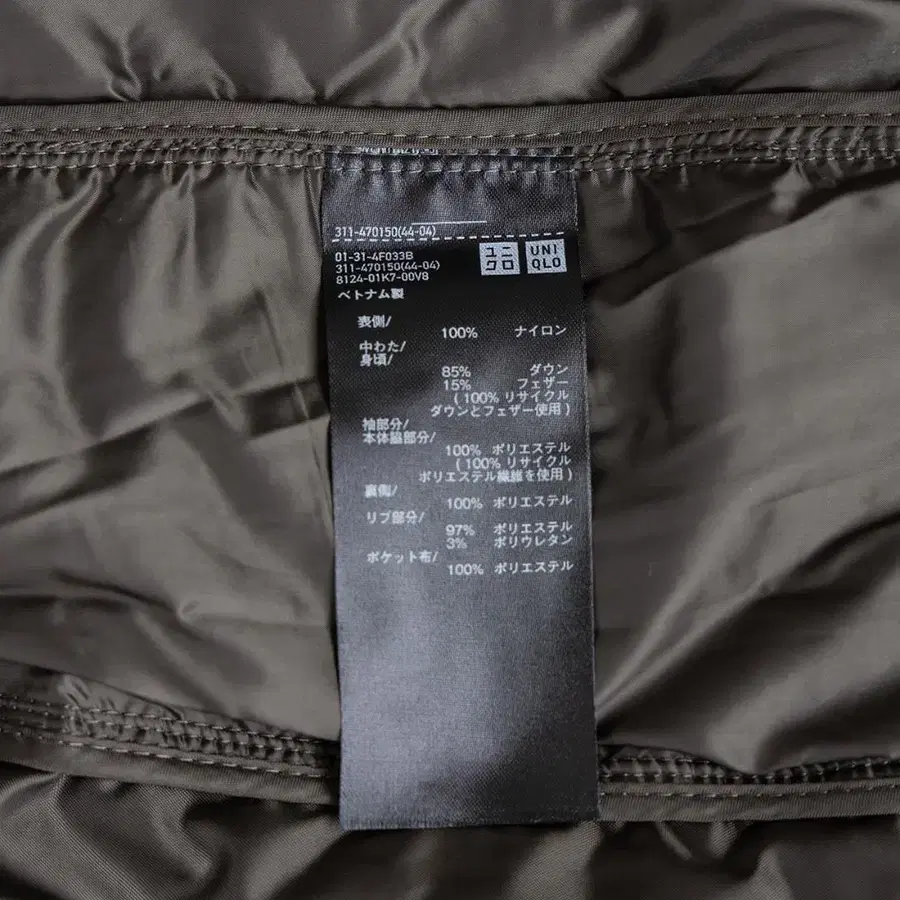 311-470150(44-04)
01-31-4F033B
311-470150(44-04)
8124-01K7-00V8
ユニクロ
UNIQLO
ベトナム製
表側/
100% ナイロン
中わた/
身頃/
85% ダウン
15% フェザー
( 100% リサイクル
ダウンとフェザー使用 )
袖部分/
本体脇部分/
100% ポリエステル
( 100% リサイクル
ポリエステル繊維を使用 )
裏側/
100% ポリエステル
リブ部分/
97% ポリエステル
3% ポリウレタン
ポケット布/
100% ポリエステル